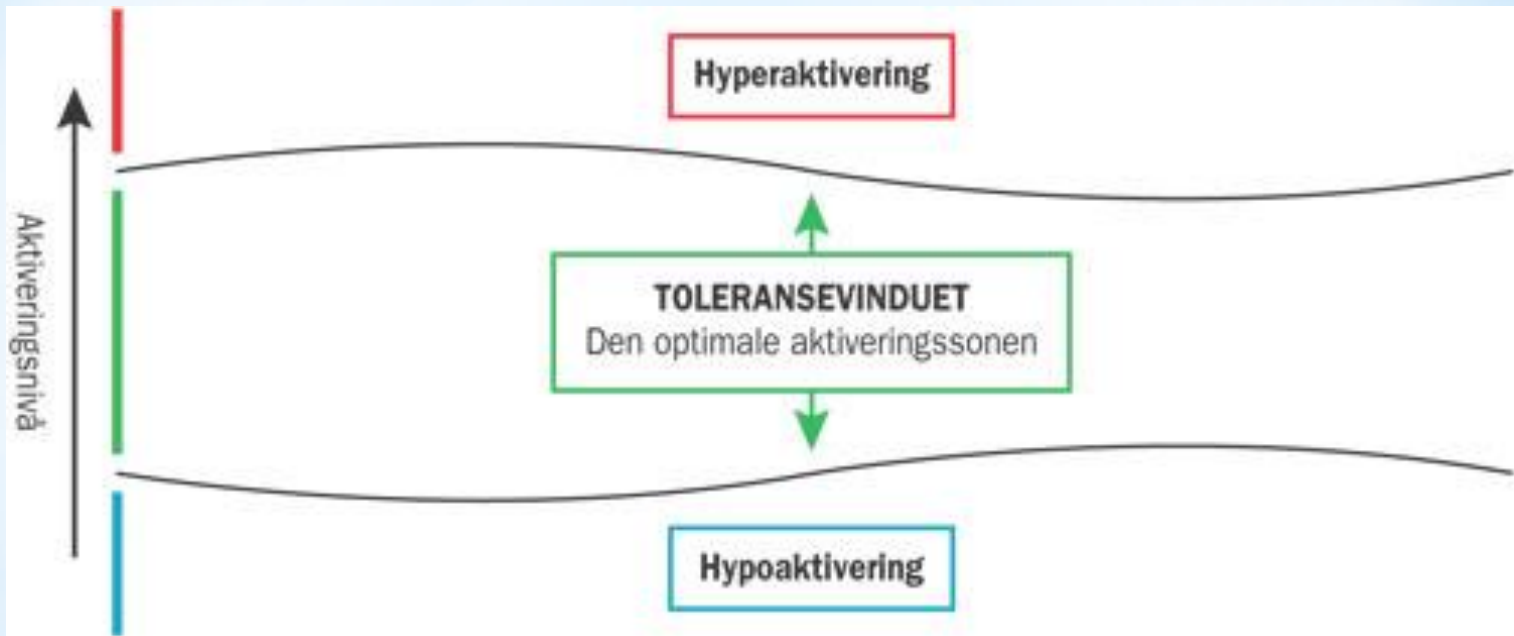 Hyperaktivering
Aktiveringsnivå
TOLERANSEVINDUET
Den optimale aktiveringssonen
Hypoaktivering